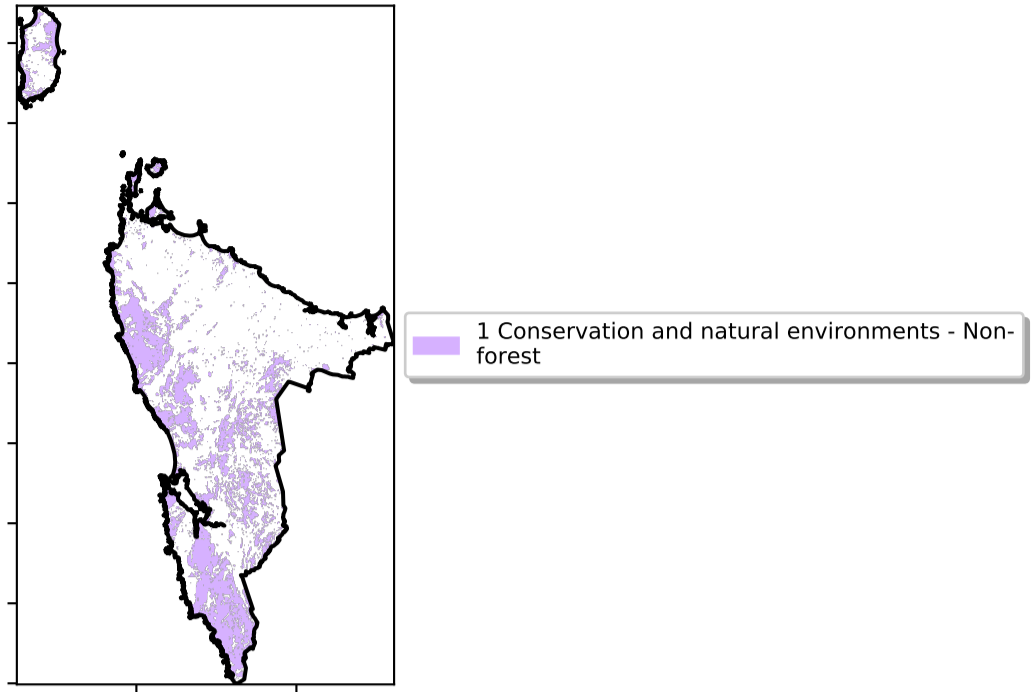 1 Conservation and natural environments - Non-
forest